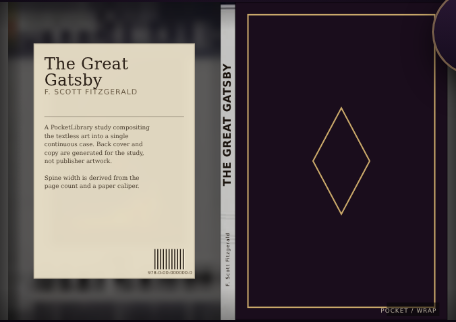 The Great
Gatsby
F. SCOTT FITZGERALD
A PocketLibrary study compositing
the textless art into a single
continuous case. Back cover and
copy are generated for the study,
not publisher artwork.
Spine width is derived from the
page count and a paper caliper.
THE GREAT GATSBY
F. Scott Fitzgerald
POCKET / WRAP